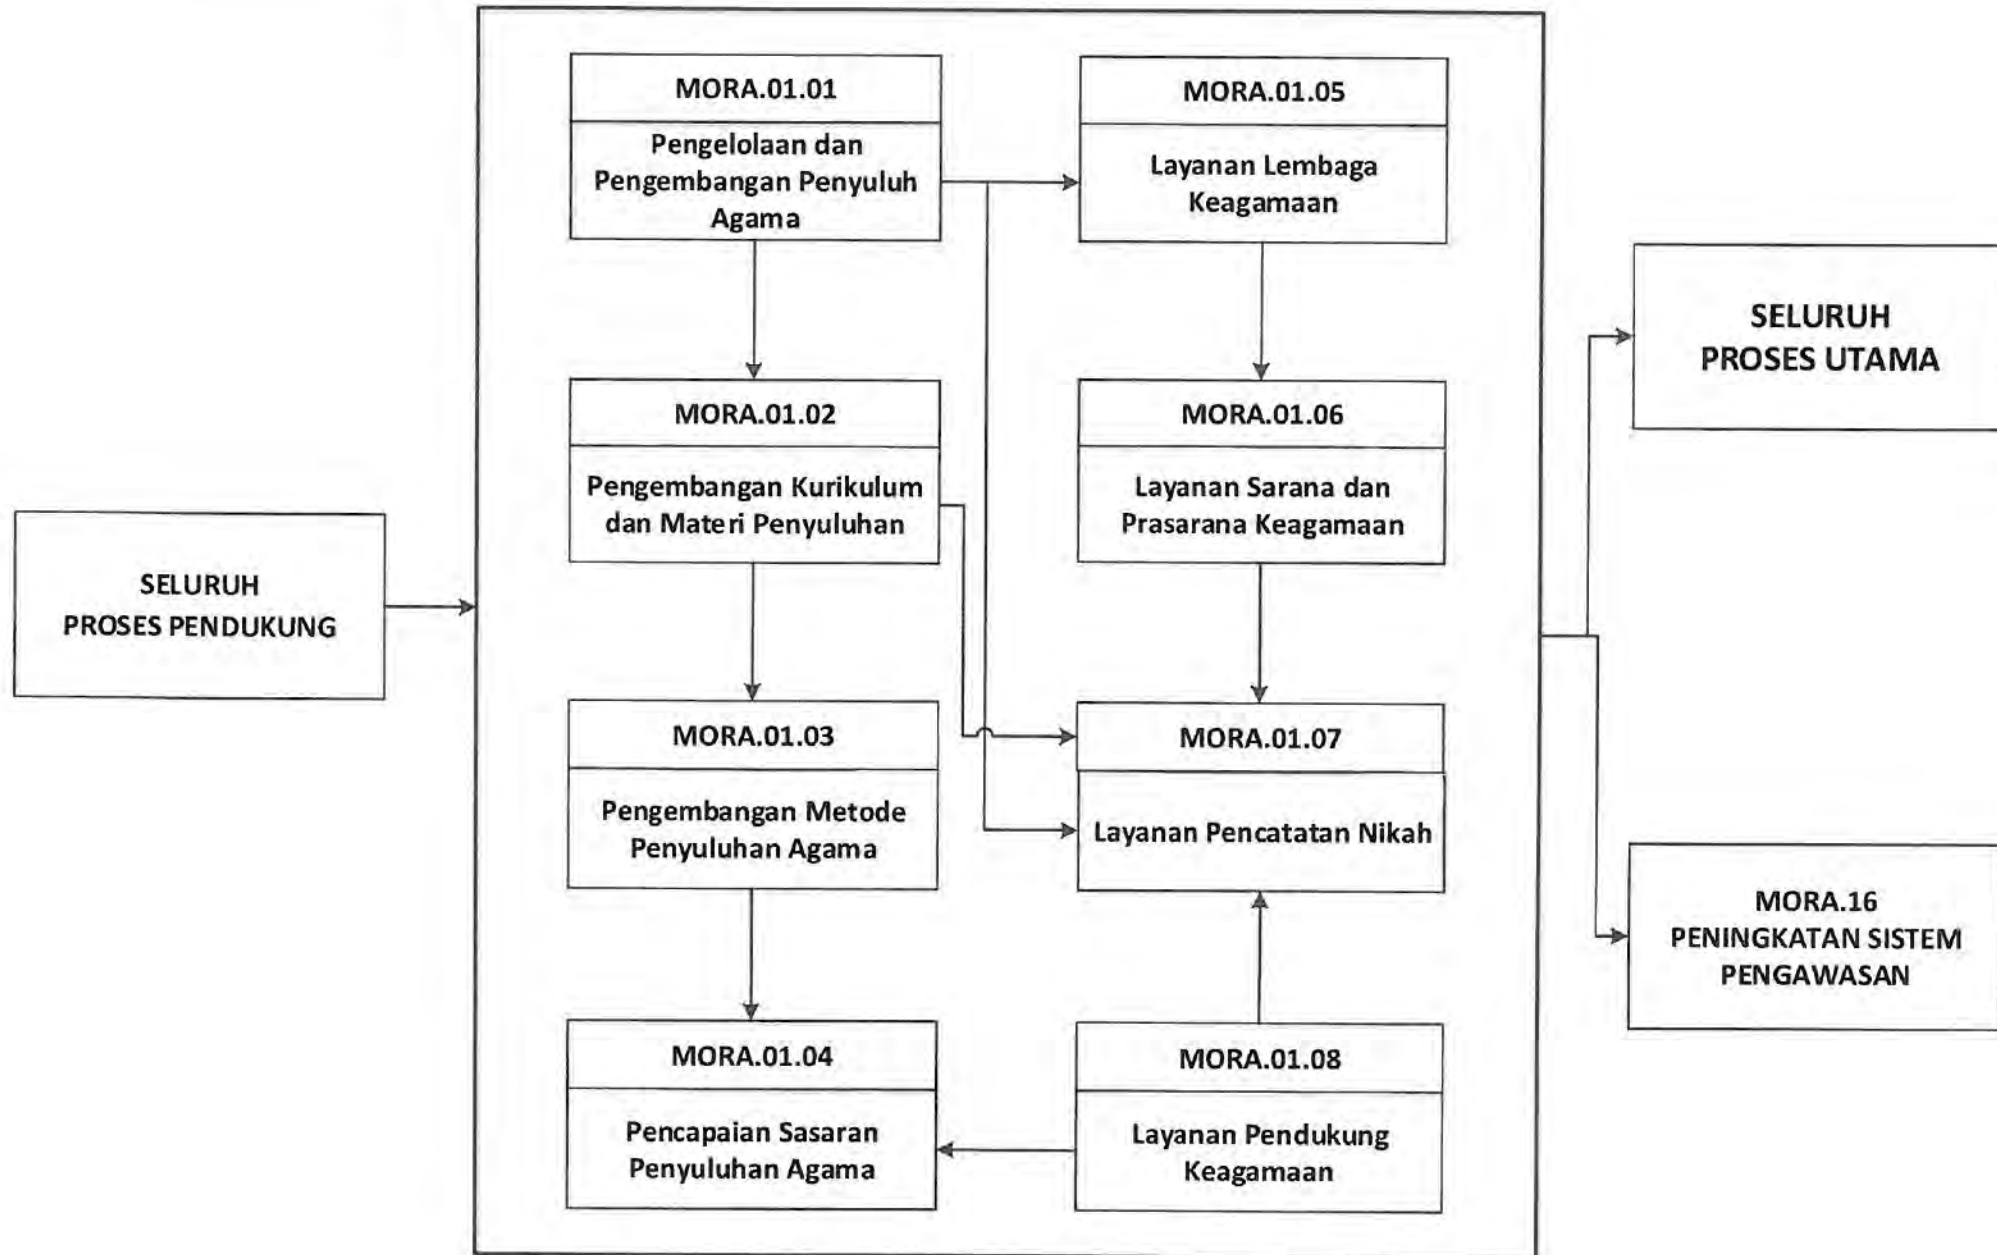 SELURUH
PROSES PENDUKUNG
MORA.01.01
Pengelolaan dan
Pengembangan Penyuluh
Agama
MORA.01.02
Pengembangan Kurikulum
dan Materi Penyuluhan
MORA.01.03
Pengembangan Metode
Penyuluhan Agama
MORA.01.04
Pencapaian Sasaran
Penyuluhan Agama
MORA.01.05
Layanan Lembaga
Keagamaan
MORA.01.06
Layanan Sarana dan
Prasarana Keagamaan
MORA.01.07
Layanan Pencatatan Nikah
MORA.01.08
Layanan Pendukung
Keagamaan
SELURUH
PROSES UTAMA
MORA.16
PENINGKATAN SISTEM
PENGAWASAN